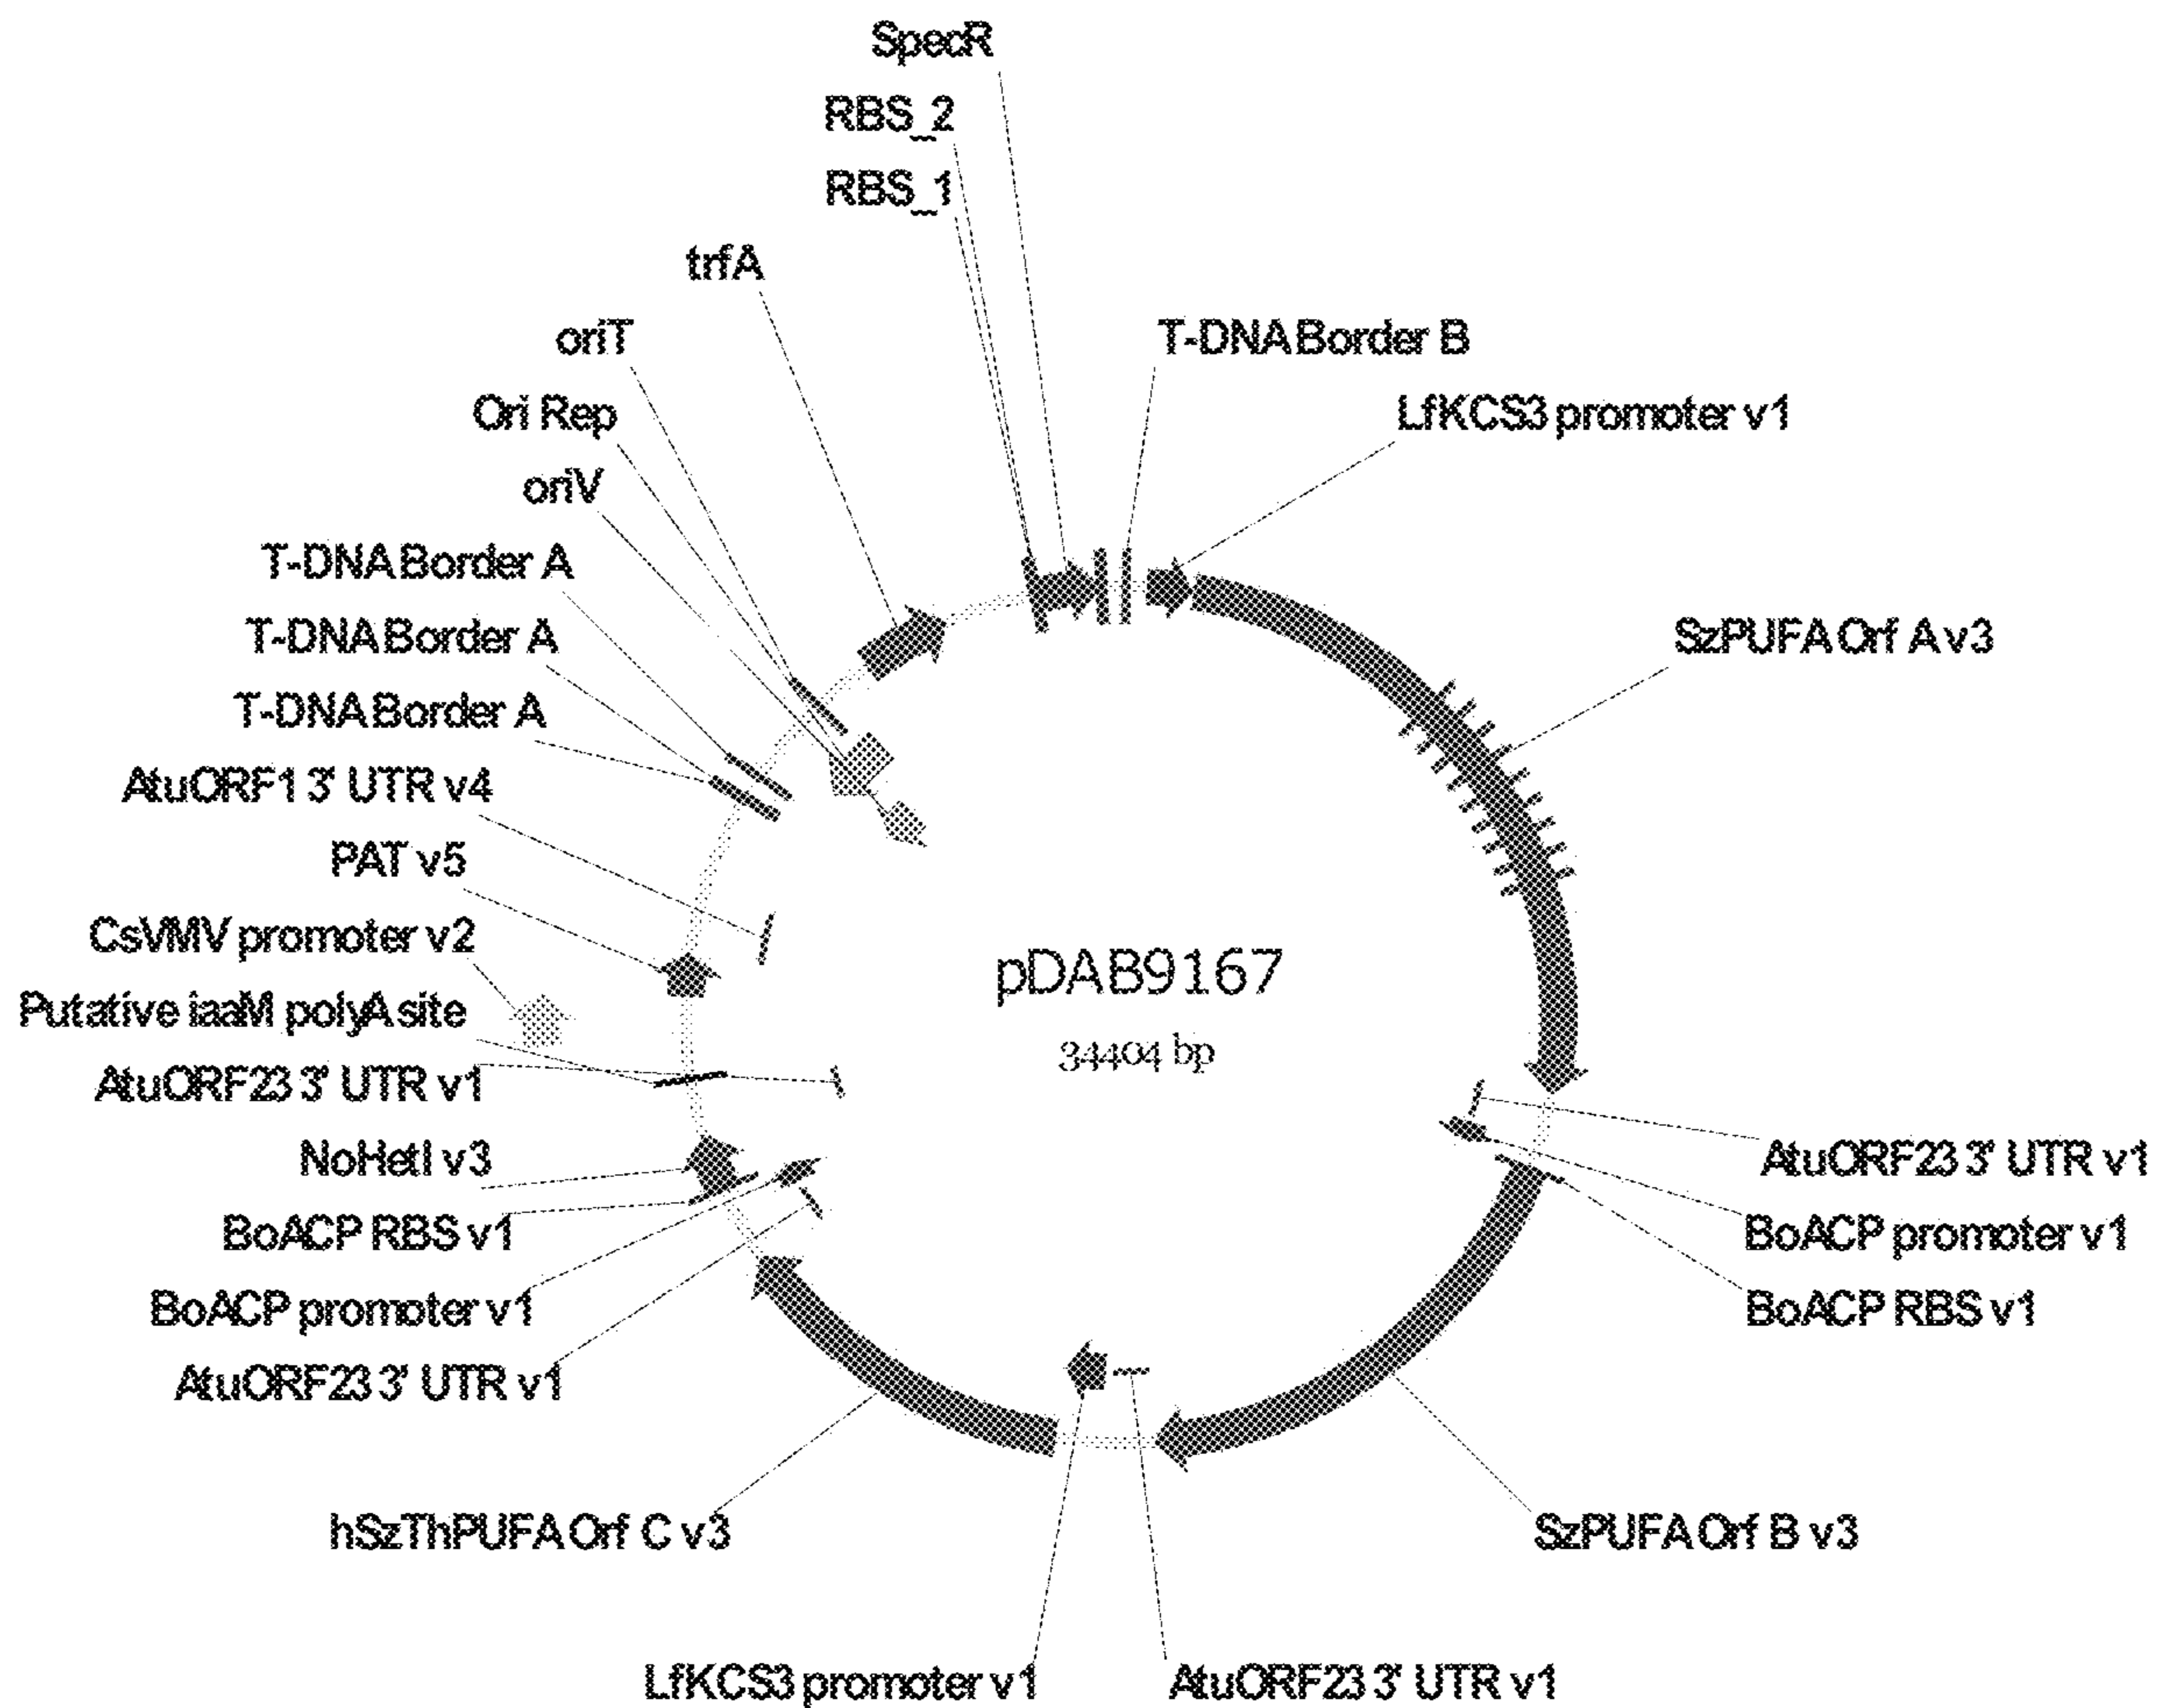 SpecR
RBS_2
RBS_1
trfA
oriT
Ori Rep
oriV
T-DNA Border A
T-DNA Border A
T-DNA Border A
AtuORF1 3' UTR v4
PAT v5
CsVMV promoter v2
Putative iaaM polyA site
AtuORF23 3' UTR v1
NoHetI v3
BoACP RBS v1
BoACP promoter v1
AtuORF23 3' UTR v1
hSzThPUFA Orf C v3
LfKCS3 promoter v1
T-DNA Border B
LfKCS3 promoter v1
SzPUFA Orf A v3
pDAB9167
34404 bp
AtuORF23 3' UTR v1
BoACP promoter v1
BoACP RBS v1
SzPUFA Orf B v3
AtuORF23 3' UTR v1